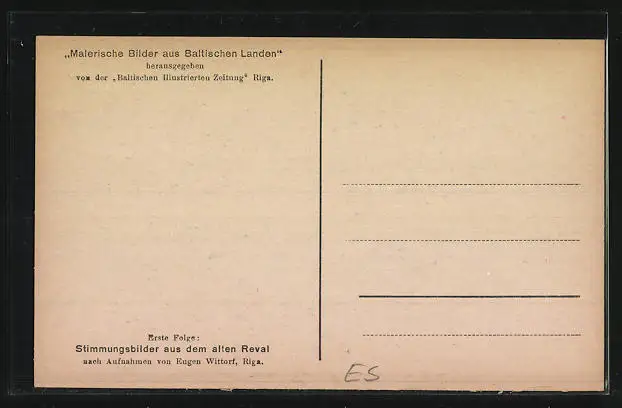 „Malerische Bilder aus Baltischen Landen“
herausgegeben
von der „Baltischen Illustrierten Zeitung“ Riga.
Erste Folge:
Stimmungsbilder aus dem alten Reval
nach Aufnahmen von Eugen Wittorf, Riga.
ES